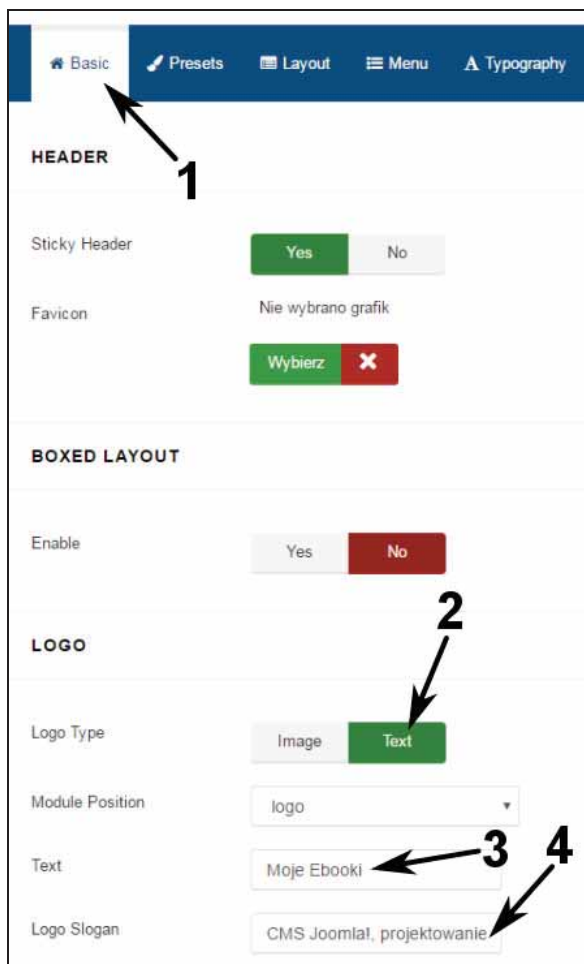 Basic Presets Layout Menu Typography
1
HEADER
Sticky Header Yes No
Favicon Nie wybrano grafik
Wybierz
BOXED LAYOUT
Enable Yes No
2
LOGO
Logo Type Image Text
Module Position logo
Text Moje Ebooki 3 4
Logo Slogan CMS Joomla!, projektowanie